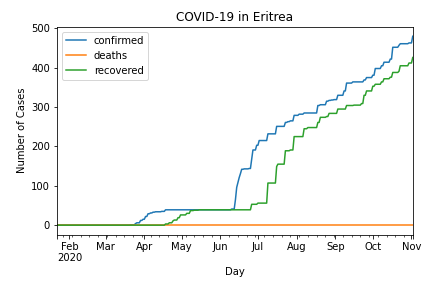 COVID-19 in Eritrea
confirmed
deaths
recovered
Number of Cases
500
400
300
200
100
0
Feb Mar Apr May Jun Jul Aug Sep Oct Nov
2020
Day